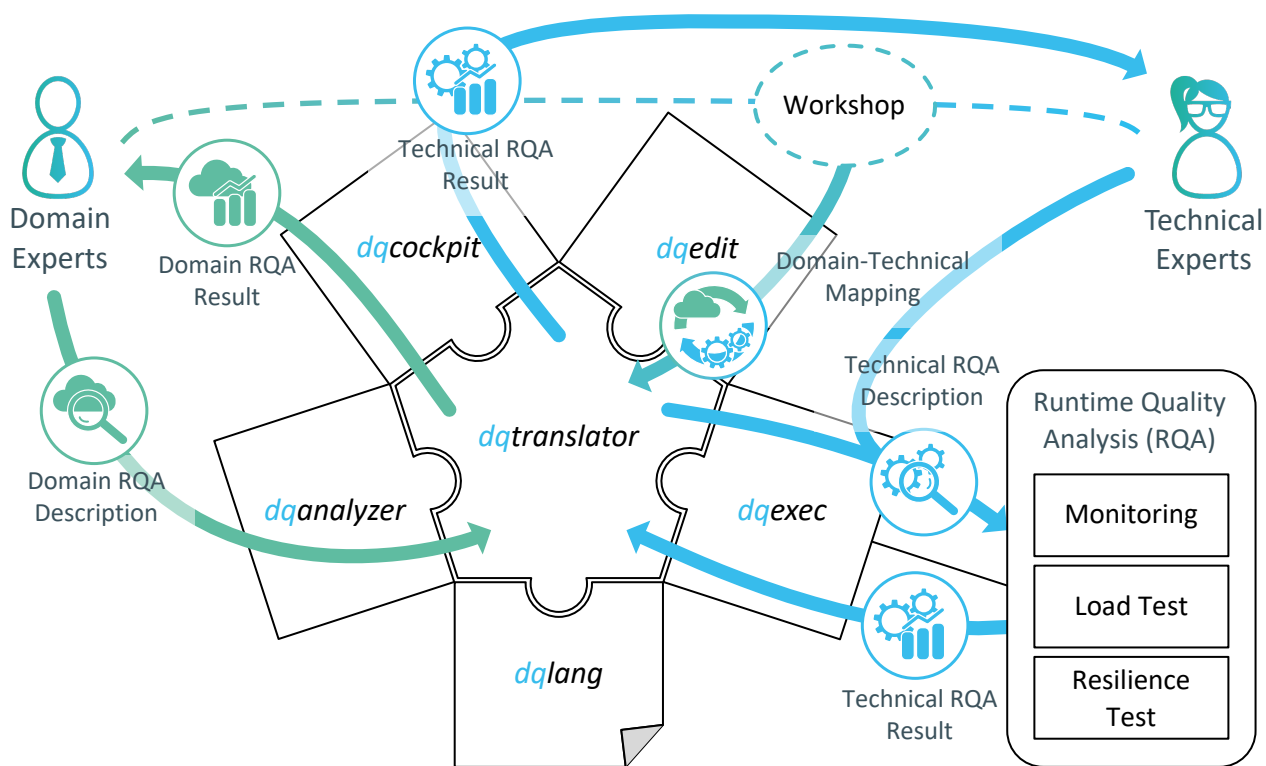 Workshop
Technical RQA
Result
Domain
Experts
Technical
Experts
Domain RQA
Result
dqcockpit
dqedit
Domain-Technical
Mapping
Technical RQA
Description
Runtime Quality
Analysis (RQA)
dqtranslator
Domain RQA
Description
dqanalyzer
dqexec
Monitoring
Load Test
Resilience
Test
dqlang
Technical RQA
Result